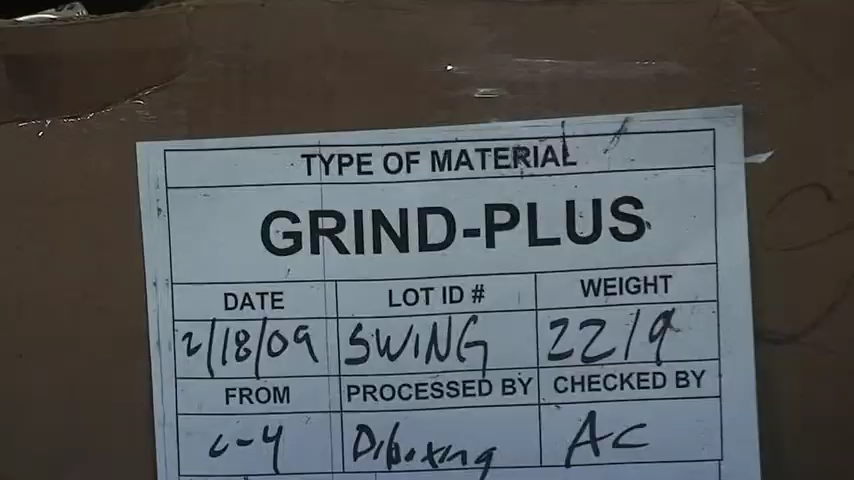 TYPE OF MATERIAL
GRIND-PLUS
DATE LOT ID # WEIGHT
2/18/09 SWING 2219
FROM PROCESSED BY CHECKED BY
C-4 AC